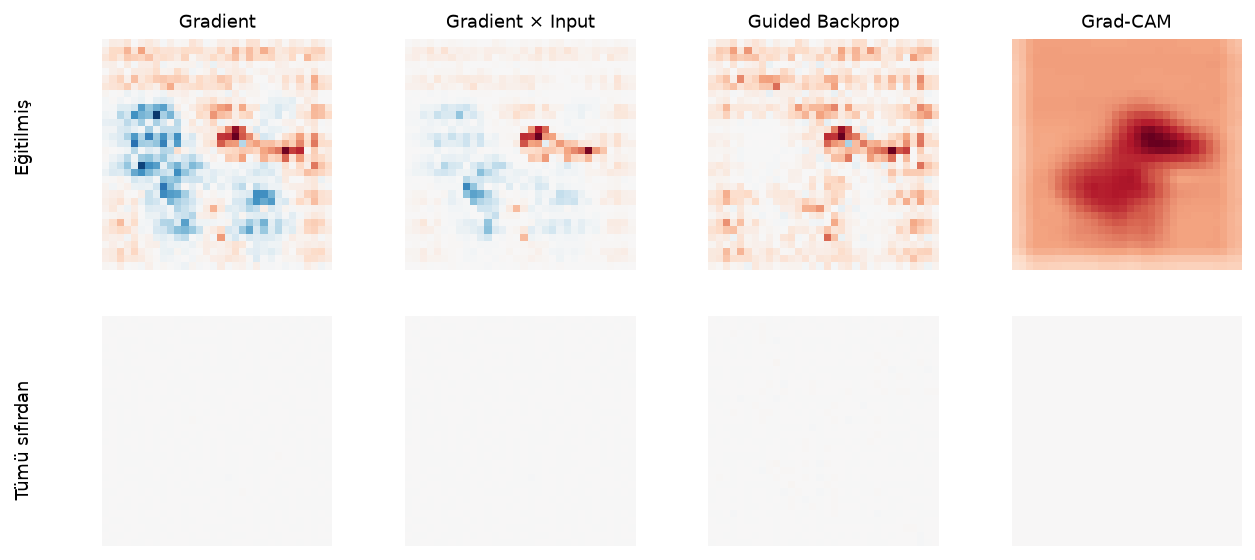 Gradient
Gradient × Input
Guided Backprop
Grad-CAM
Eğitilmiş
Tümü sıfırdan